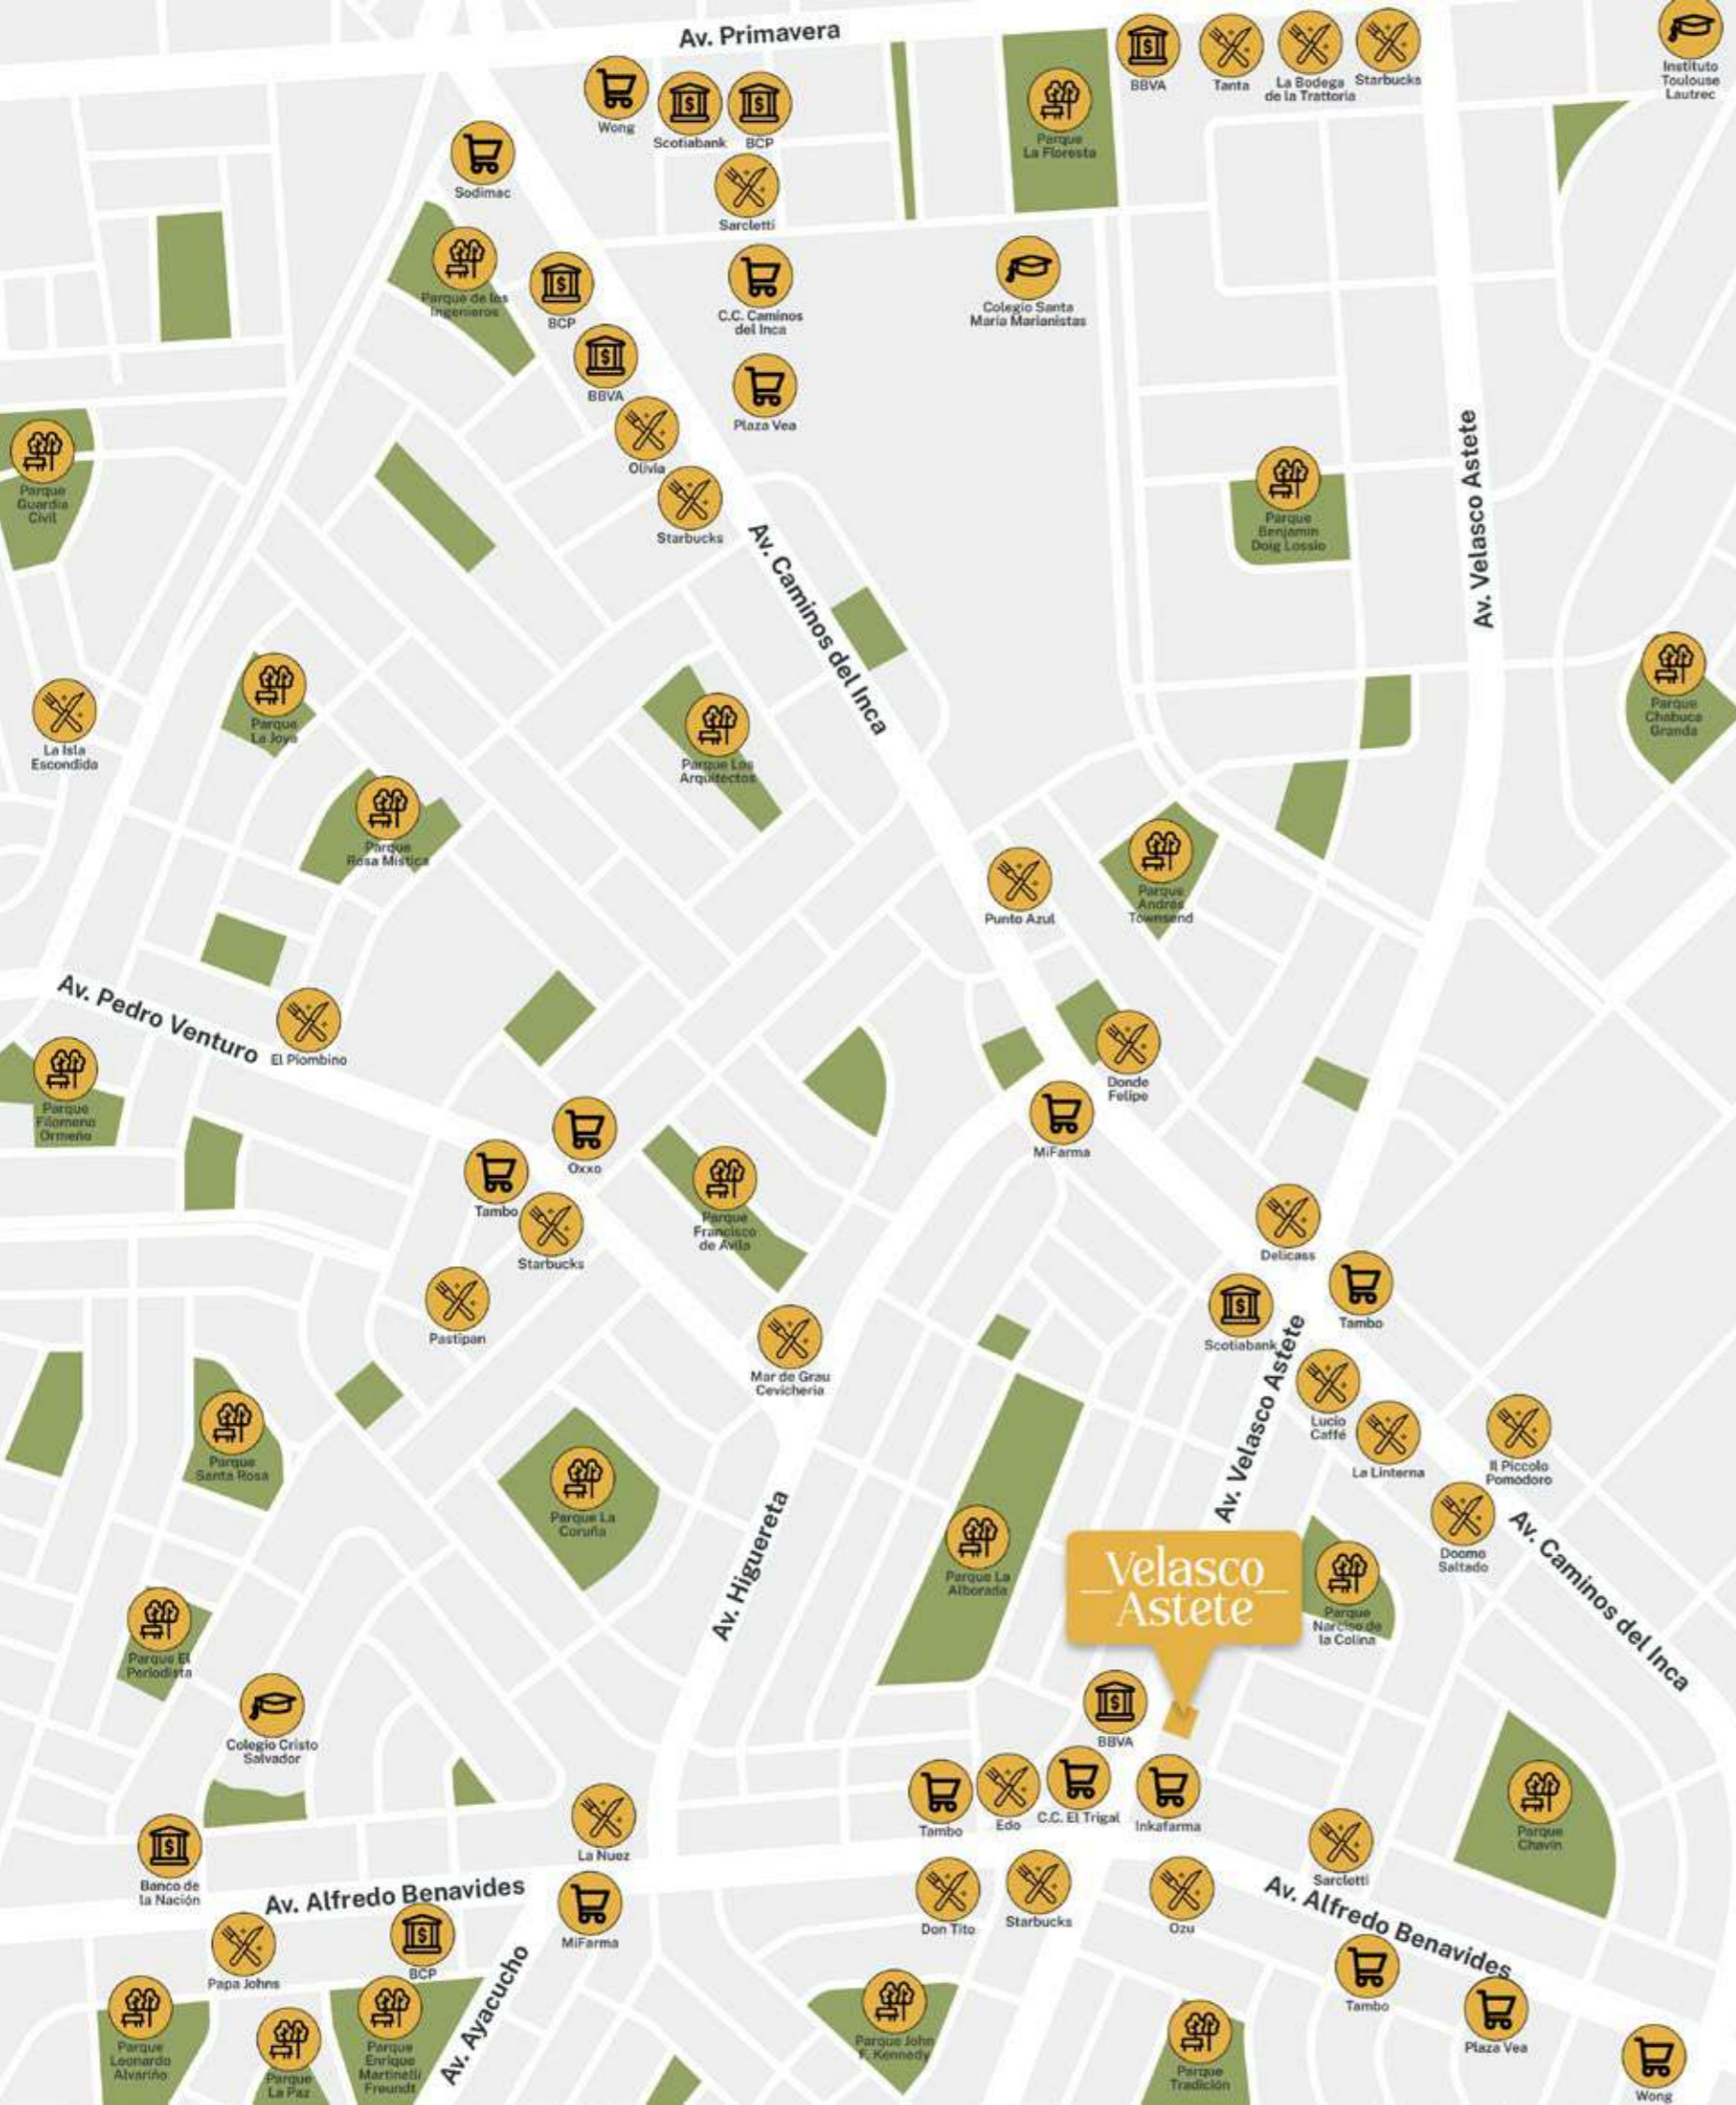 Av. Primavera
BBVA
Tanta
La Bodega
de la Trattoria
Starbucks
Instituto
Toulouse
Lautrec
Wong
Scotiabank
BCP
Parque
La Floresta
Sodimac
Sarcletti
Parque de los
Ingenieros
BCP
C.C. Caminos
del Inca
Colegio Santa
María Marianistas
BBVA
Plaza Vea
Olivia
Parque
Guardia
Civil
Starbucks
Parque
Benjamin
Doig Lossio
Av. Velasco Astete
Av. Caminos del Inca
La Isla
Escondida
Parque
La Joya
Parque Los
Arquitectos
Parque
Chabuca
Granda
Parque
Rosa Mística
Punto Azul
Parque
Andrés
Townsend
Av. Pedro Venturo
El Piombino
Donde
Felipe
Parque
Filomeno
Ormeño
Oxxo
MiFarma
Tambo
Starbucks
Parque
Francisco
de Avila
Delicass
Pastipan
Mar de Grau
Cevicheria
Scotiabank
Tambo
Av. Velasco Astete
Lucio
Caffé
La Linterna
Il Piccolo
Pomodoro
Parque
Santa Rosa
Parque La
Coruña
Av. Higuereta
Parque La
Alborada
Doomo
Saltado
Av. Caminos del Inca
Velasco
Astete
Parque
Narciso de
la Colina
Parque El
Periodista
Colegio Cristo
Salvador
BBVA
Tambo
Edo
C.C. El Trigal
Inkafarma
Parque
Chavin
La Nuez
Banco de
la Nación
Av. Alfredo Benavides
Sarcletti
Av. Alfredo Benavides
MiFarma
Don Tito
Starbucks
Ozu
Papa Johns
BCP
Av. Ayacucho
Tambo
Plaza Vea
Parque
Leonardo
Alvariño
Parque
La Paz
Parque
Enrique
Martinelli
Freundt
Parque John
F. Kennedy
Parque
Tradición
Wong